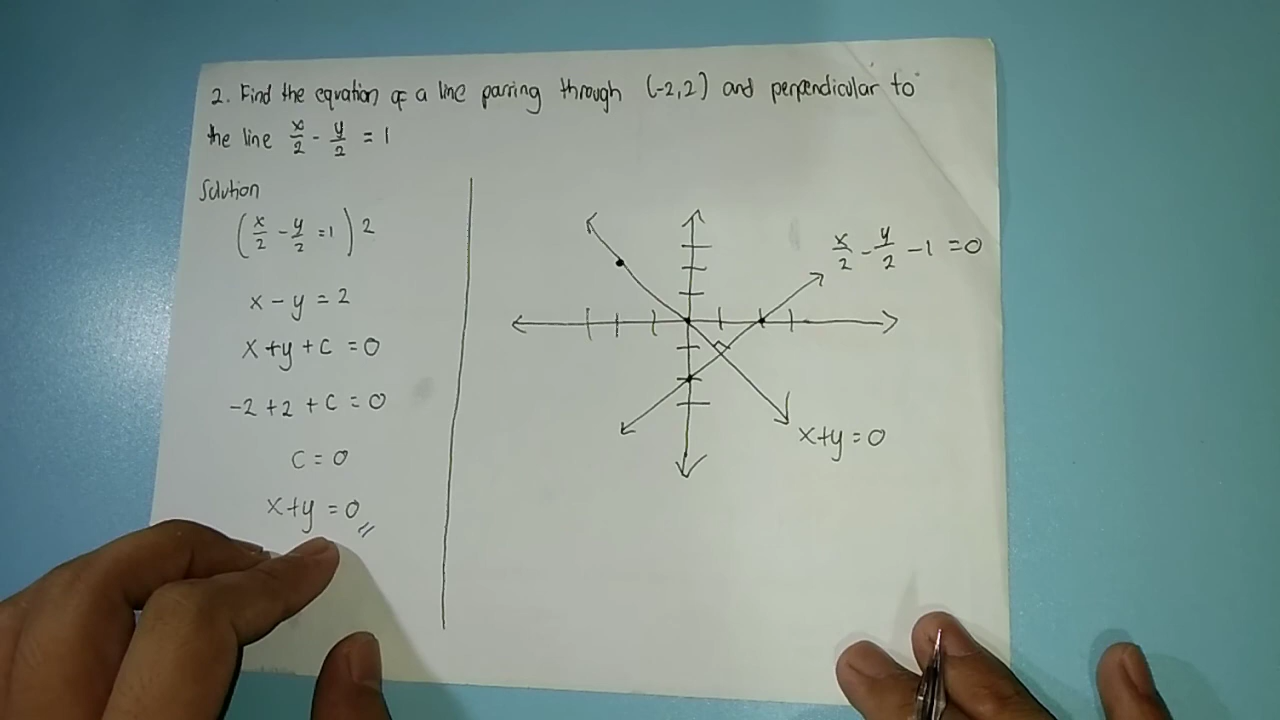 2. Find the equation of a line passing through (-2,2) and perpendicular to
the line x/2 - y/2 = 1
Solution
(x/2 - y/2 = 1) 2
x - y = 2
x + y + c = 0
-2 + 2 + c = 0
c = 0
x + y = 0
x/2 - y/2 - 1 = 0
x + y = 0